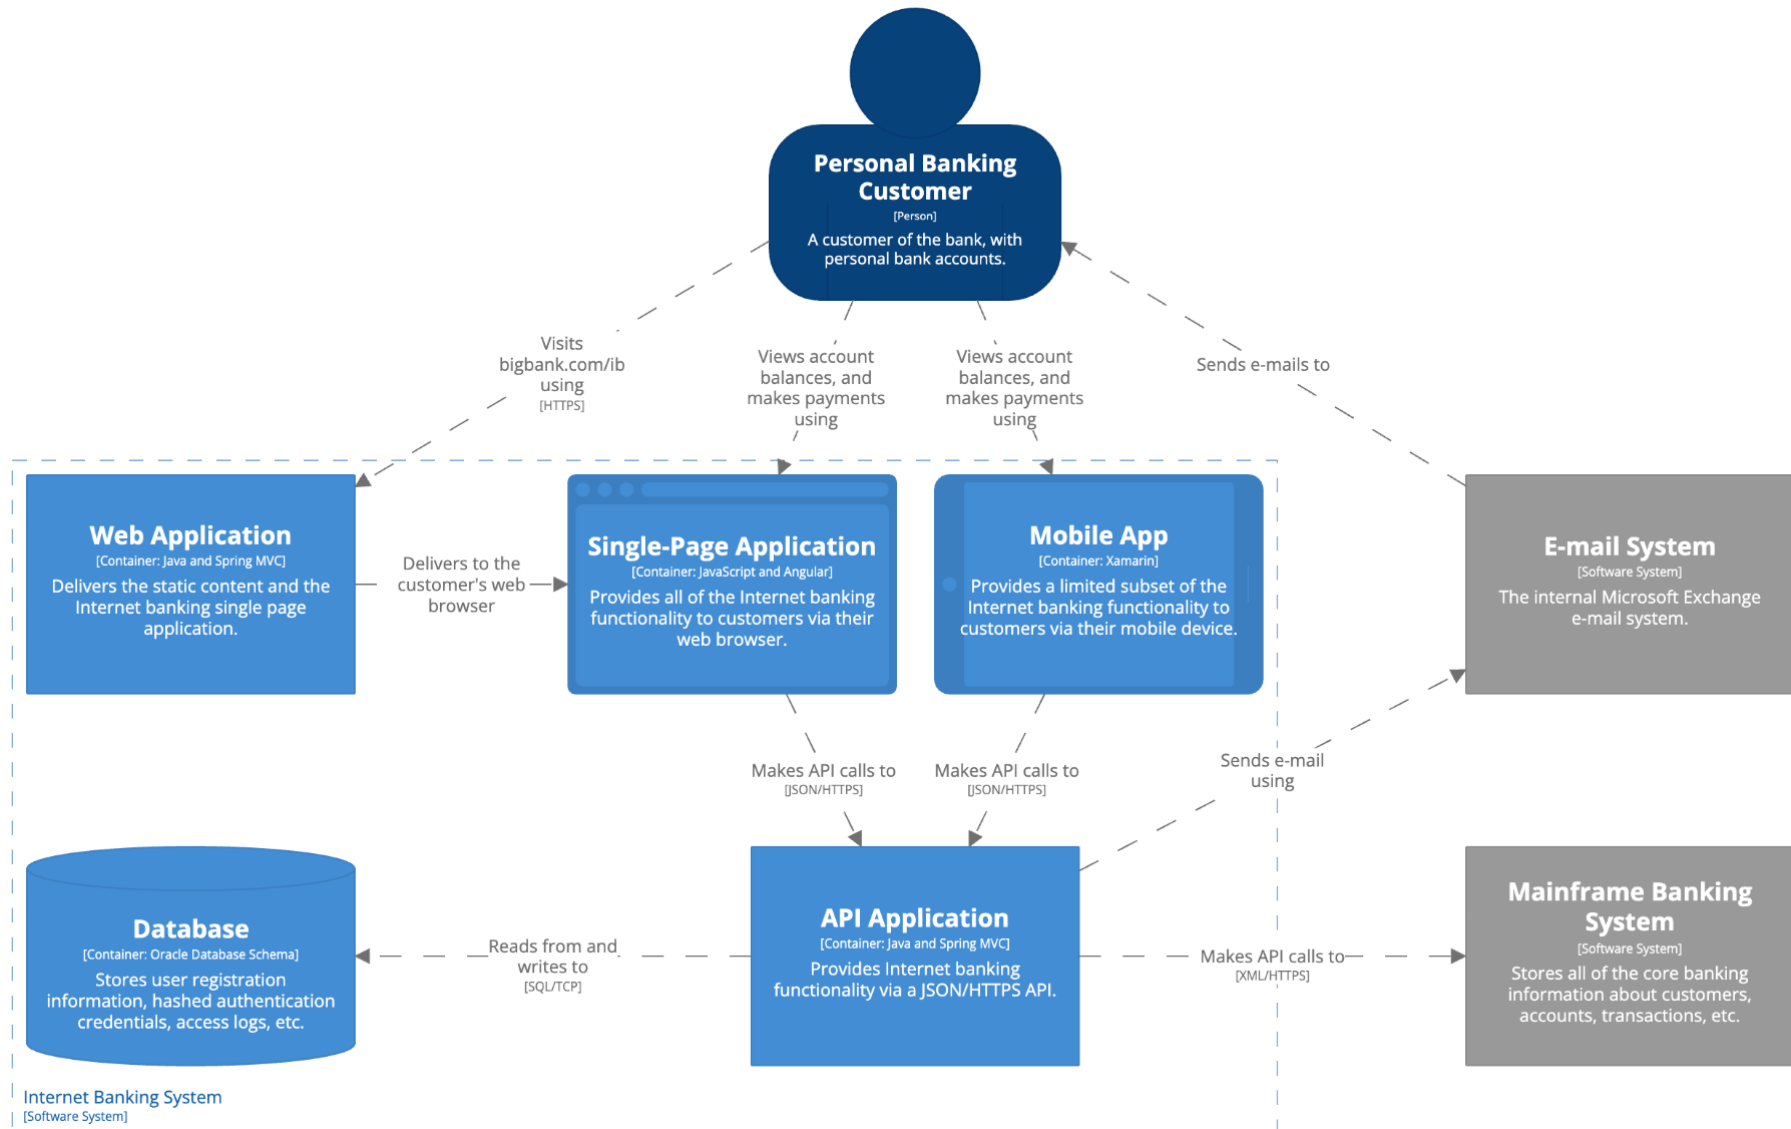 Personal Banking
Customer
[Person]
A customer of the bank, with
personal bank accounts.
Visits
bigbank.com/ib
using
[HTTPS]
Views account
balances, and
makes payments
using
Views account
balances, and
makes payments
using
Sends e-mails to
Web Application
[Container: Java and Spring MVC]
Delivers the static content and the
Internet banking single page
application.
Delivers to the
customer's web
browser
Single-Page Application
[Container: JavaScript and Angular]
Provides all of the Internet banking
functionality to customers via their
web browser.
Mobile App
[Container: Xamarin]
Provides a limited subset of the
Internet banking functionality to
customers via their mobile device.
E-mail System
[Software System]
The internal Microsoft Exchange
e-mail system.
Makes API calls to
[JSON/HTTPS]
Makes API calls to
[JSON/HTTPS]
Sends e-mail
using
Database
[Container: Oracle Database Schema]
Stores user registration
information, hashed authentication
credentials, access logs, etc.
Reads from and
writes to
[SQL/TCP]
API Application
[Container: Java and Spring MVC]
Provides Internet banking
functionality via a JSON/HTTPS API.
Makes API calls to
[XML/HTTPS]
Mainframe Banking
System
[Software System]
Stores all of the core banking
information about customers,
accounts, transactions, etc.
Internet Banking System
[Software System]